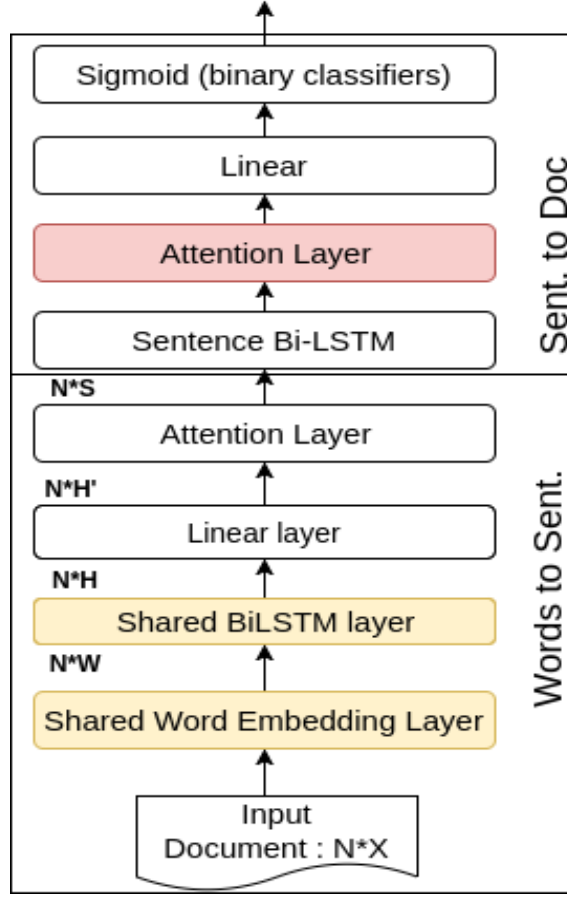 Sigmoid (binary classifiers)
Linear
Attention Layer
Sentence Bi-LSTM
Sent. to Doc
N*S
Attention Layer
N*H'
Linear layer
N*H
Shared BiLSTM layer
N*W
Shared Word Embedding Layer
Words to Sent.
Input
Document : N*X